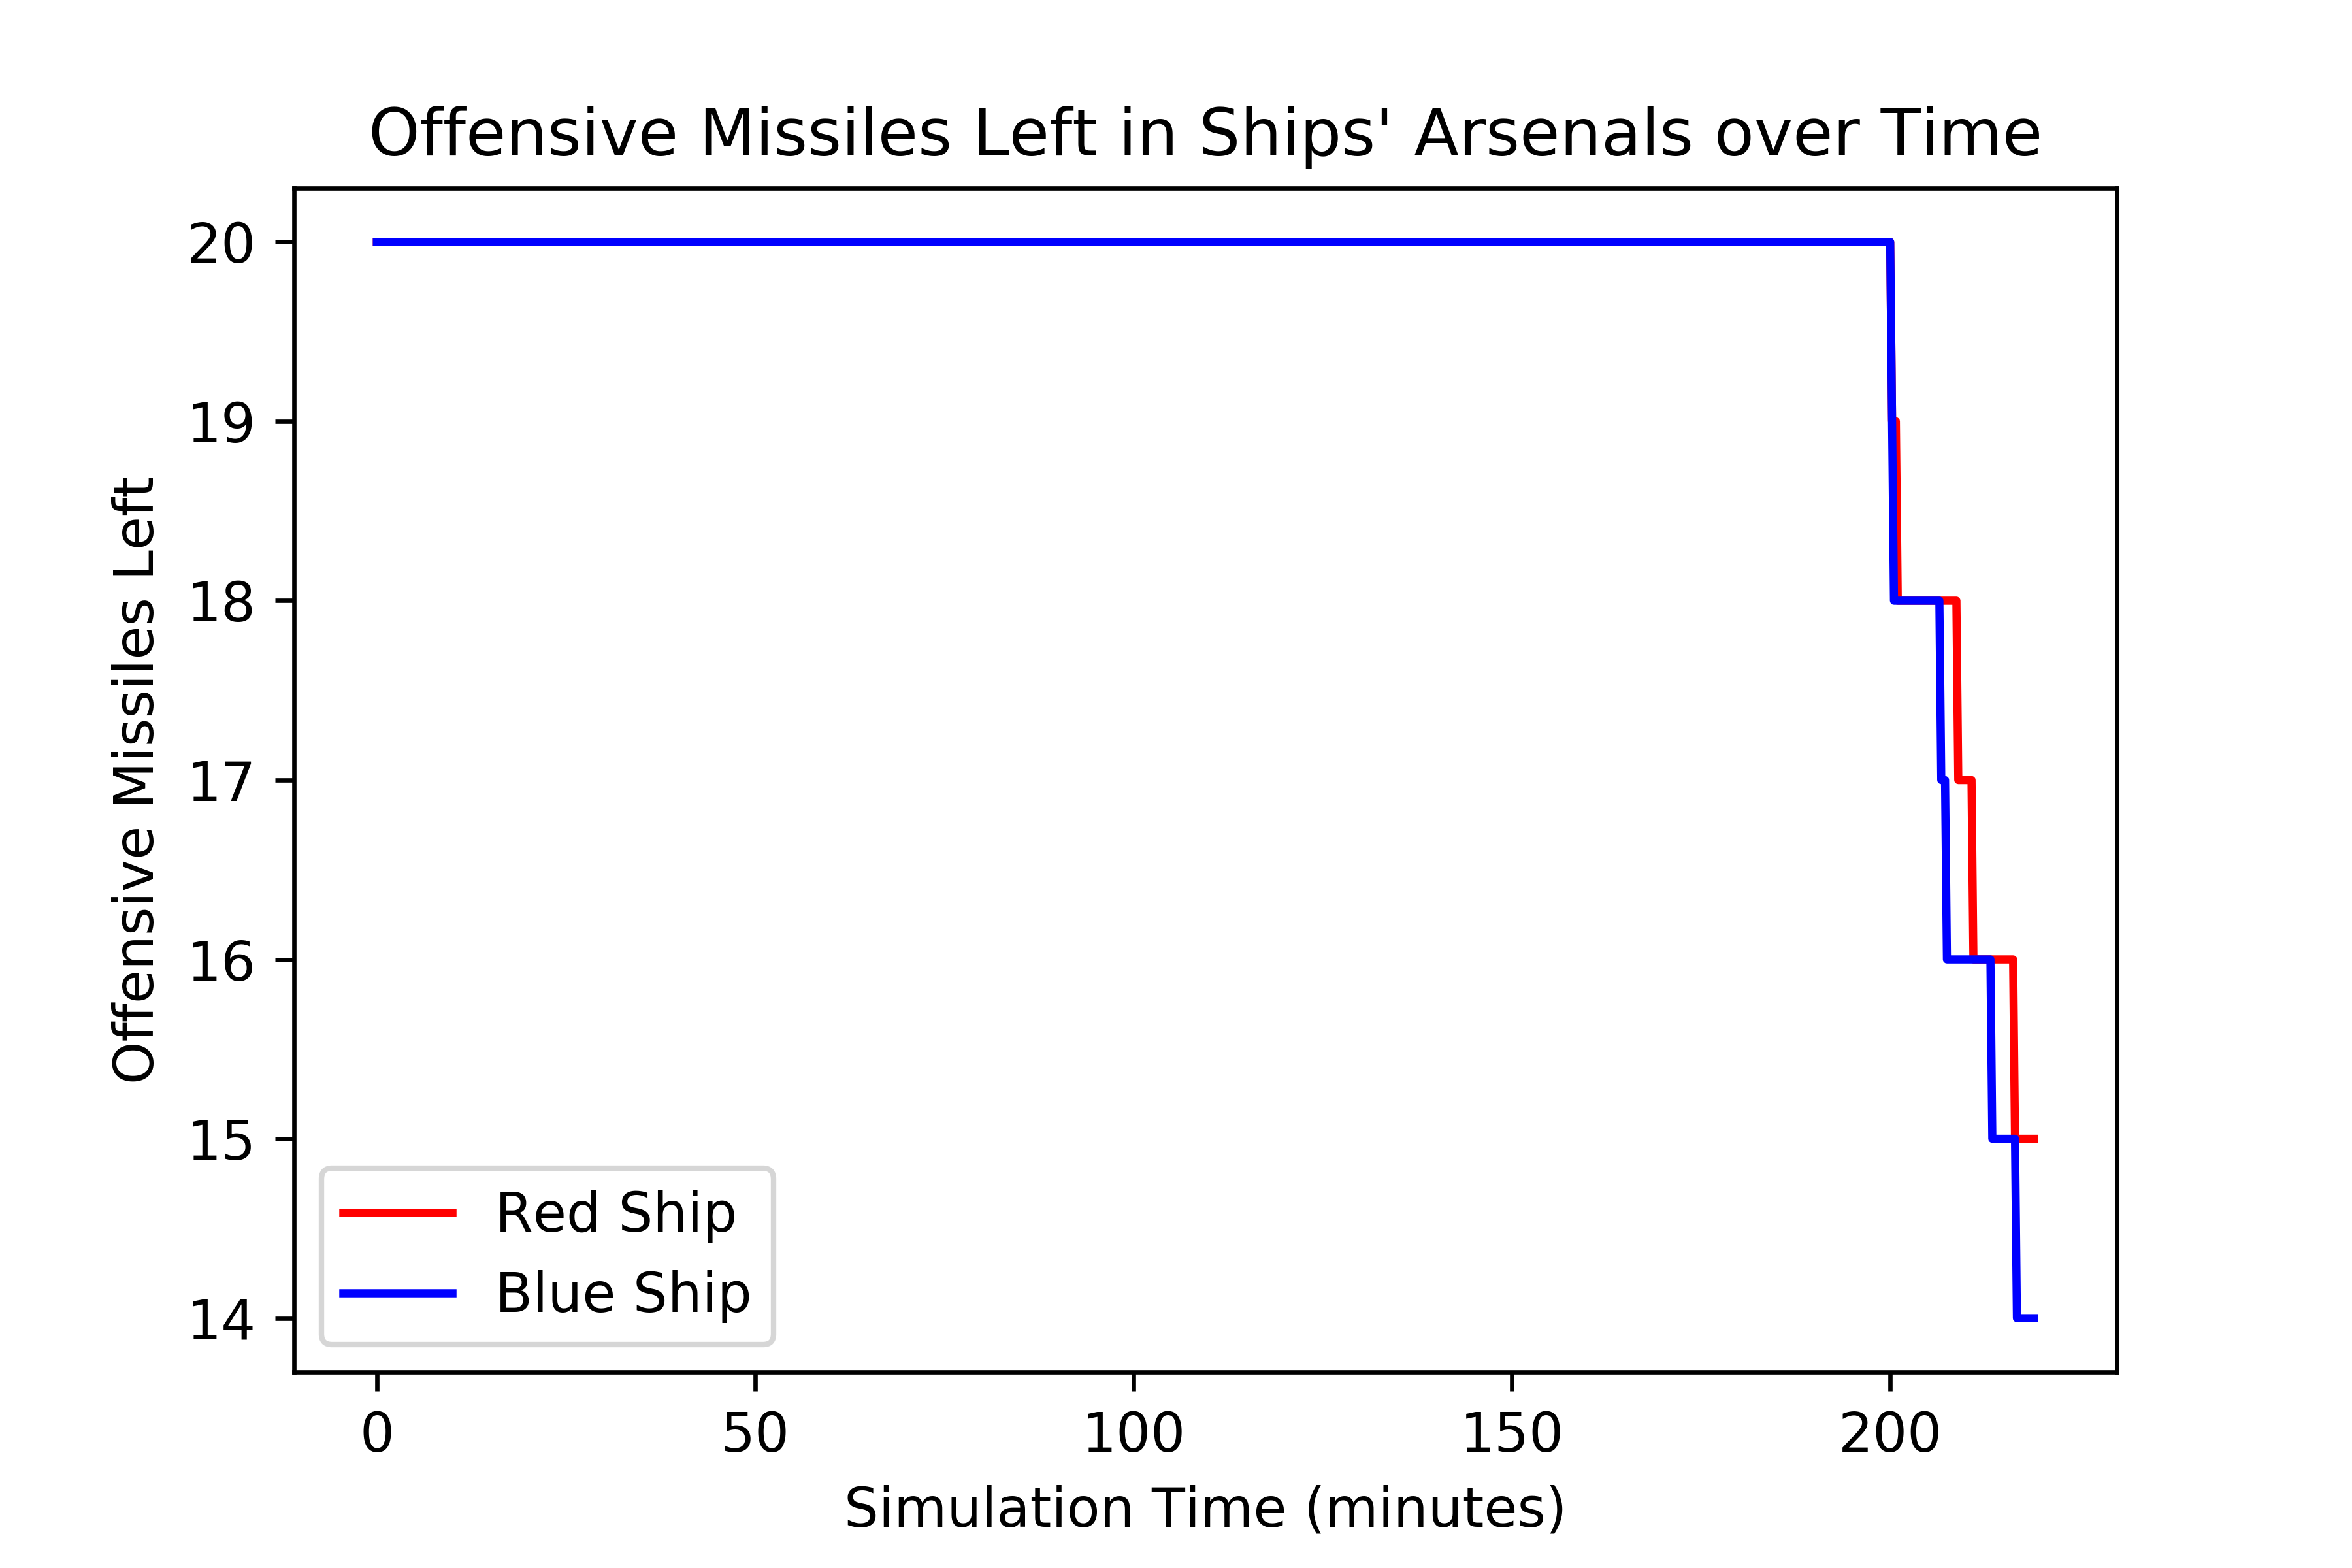 Offensive Missiles Left in Ships' Arsenals over Time
Offensive Missiles Left
20
19
18
17
16
15
14
Red Ship
Blue Ship
0 50 100 150 200
Simulation Time (minutes)